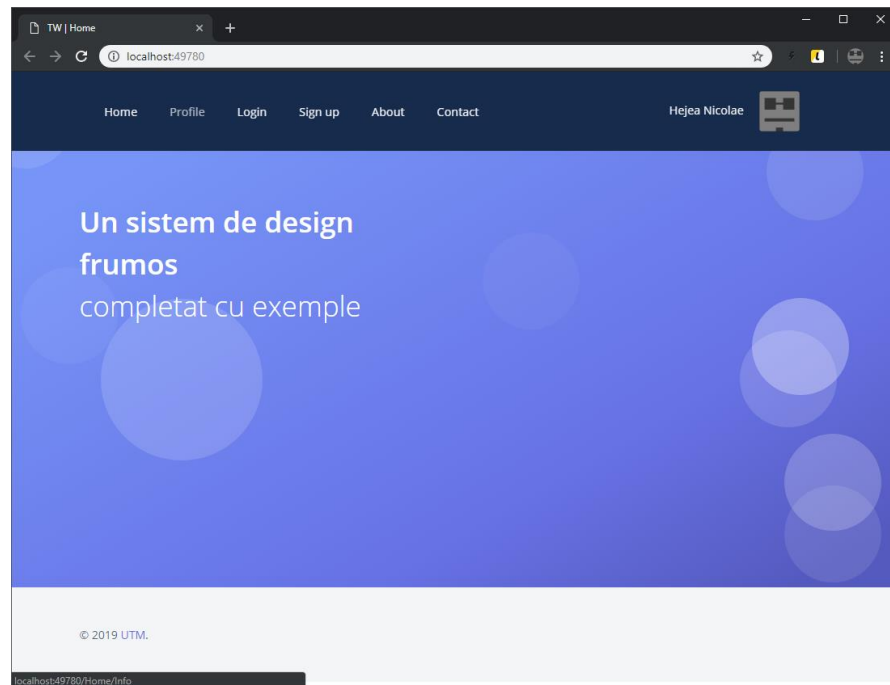 TW | Home
localhost:49780
Home Profile Login Sign up About Contact Hejea Nicolae
Un sistem de design
frumos
completat cu exemple
© 2019 UTM.
localhost:49780/Home/Info